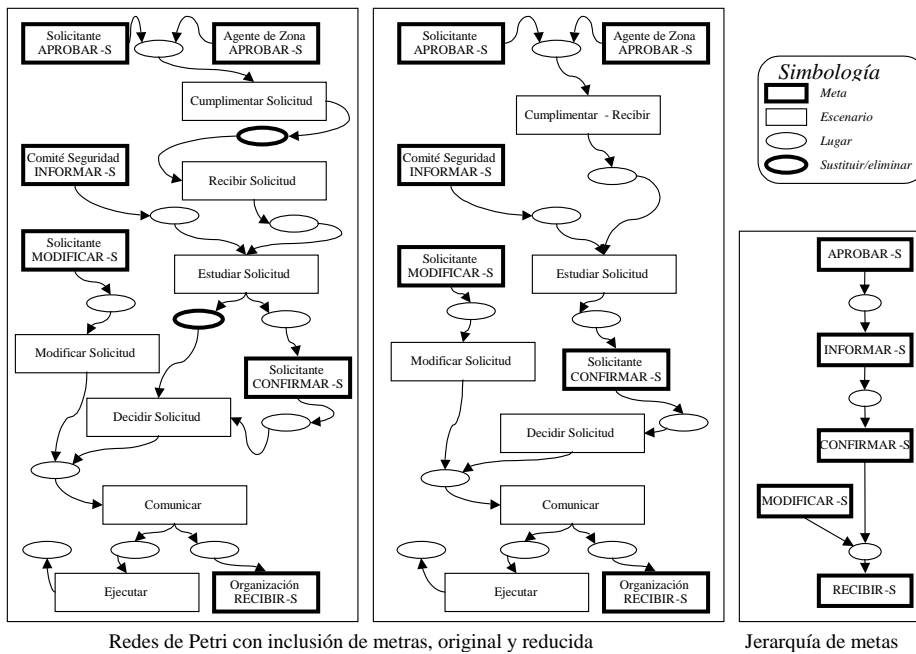 Solicitante
APROBAR -S
Agente de Zona
APROBAR -S
Cumplimentar Solicitud
Comité Seguridad
INFORMAR -S
Recibir Solicitud
Solicitante
MODIFICAR -S
Estudiar Solicitud
Modificar Solicitud
Solicitante
CONFIRMAR -S
Decidir Solicitud
Comunicar
Ejecutar
Organización
RECIBIR -S
Solicitante
APROBAR -S
Agente de Zona
APROBAR -S
Cumplimentar - Recibir
Comité Seguridad
INFORMAR -S
Solicitante
MODIFICAR -S
Estudiar Solicitud
Modificar Solicitud
Solicitante
CONFIRMAR -S
Decidir Solicitud
Comunicar
Ejecutar
Organización
RECIBIR -S
Simbología
Meta
Escenario
Lugar
Sustituir/eliminar
APROBAR -S
INFORMAR -S
CONFIRMAR -S
MODIFICAR -S
RECIBIR -S
Redes de Petri con inclusión de metras, original y reducida
Jerarquía de metas